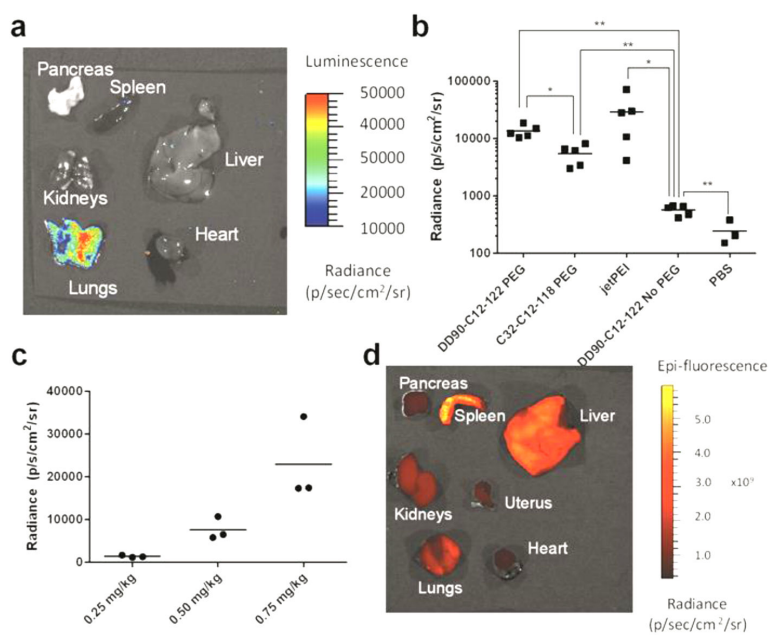 a
Pancreas
Spleen
Liver
Kidneys
Heart
Lungs
Luminescence
50000
40000
50000
20000
10000
Radiance
(p/sec/cm²/sr)
b
**
**
*
*
**
100000
10000
1000
100
Radiance (p/s/cm²/sr)
DD90-C12-122 PEG
C32-C12-118 PEG
jetPEI
DD90-C12-122 No PEG
PBS
c
40000
30000
20000
10000
0
Radiance (p/s/cm²/sr)
0.25 mg/kg
0.50 mg/kg
0.75 mg/kg
d
Pancreas
Spleen
Liver
Kidneys
Uterus
Heart
Lungs
Epi-fluorescence
5.0
4.0
3.0
x10⁹
2.0
1.0
Radiance
(p/sec/cm²/sr)